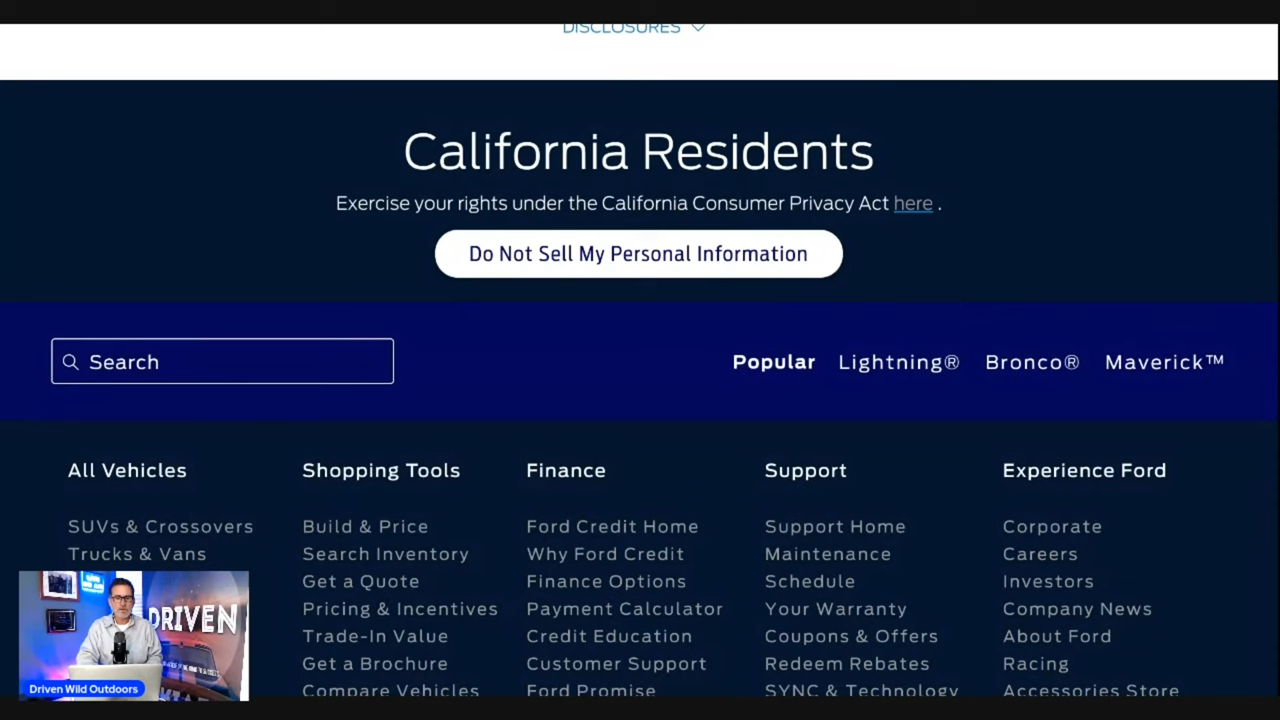 DISCLOSURES
California Residents
Exercise your rights under the California Consumer Privacy Act here .
Do Not Sell My Personal Information
Search
Popular Lightning® Bronco® Maverick™
All Vehicles
SUVs & Crossovers
Trucks & Vans
Shopping Tools
Build & Price
Search Inventory
Get a Quote
Pricing & Incentives
Trade-In Value
Get a Brochure
Compare Vehicles
Finance
Ford Credit Home
Why Ford Credit
Finance Options
Payment Calculator
Credit Education
Customer Support
Ford Promise
Support
Support Home
Maintenance
Schedule
Your Warranty
Coupons & Offers
Redeem Rebates
SYNC & Technology
Experience Ford
Corporate
Careers
Investors
Company News
About Ford
Racing
Accessories Store
DRIVEN
Driven Wild Outdoors